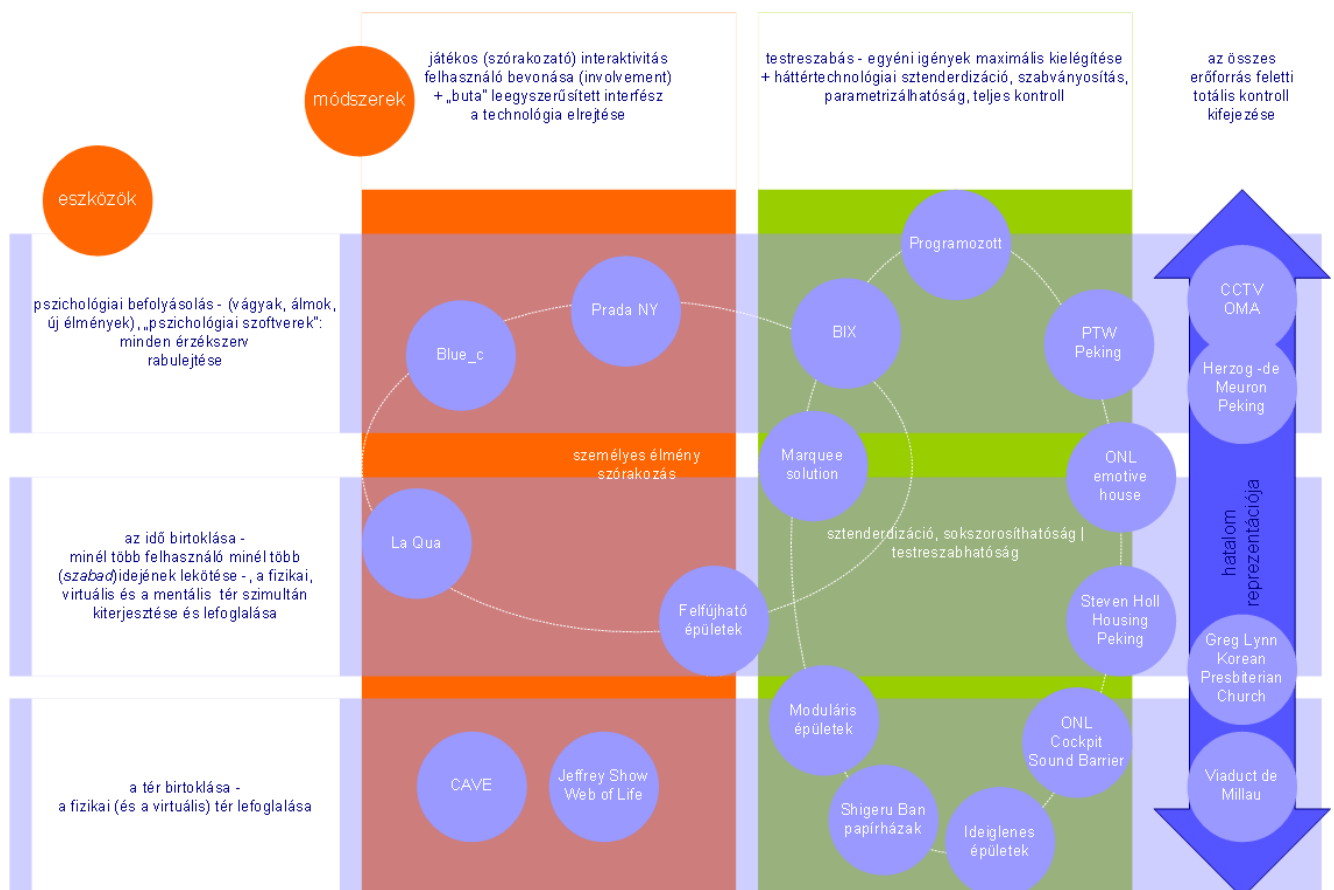 játékos (szórakozató) interaktivitás
felhasználó bevonása (involvement)
+ „buta” leegyszerűsített interfész
a technológia elrejtése
testreszabás - egyéni igények maximális kielégítése
+ háttértechnológiai sztenderdizáció, szabványosítás,
parametrizálhatóság, teljes kontroll
az összes
erőforrás feletti
totális kontroll
kifejezése
módszerek
eszközök
pszichológiai befolyásolás - (vágyak, álmok,
új élmények), „pszichológiai szoftverek”:
minden érzékszerv
rabulejtése
Blue_c
Prada NY
BIX
Programozott
PTW
Peking
CCTV
OMA
Herzog -de
Meuron
Peking
személyes élmény
szórakozás
Marquee
solution
ONL
emotive
house
az idő birtoklása -
minél több felhasználó minél több
(szabad)idejének lekötése -, a fizikai,
virtuális és a mentális tér szimultán
kiterjesztése és lefoglalása
La Qua
Felfújható
épületek
sztenderdizáció, sokszorosíthatóság |
testreszabhatóság
Steven Holl
Housing
Peking
hatalom
reprezentációja
Greg Lynn
Korean
Presbiterian
Church
a tér birtoklása -
a fizikai (és a virtuális) tér lefoglalása
CAVE
Jeffrey Show
Web of Life
Moduláris
épületek
Shigeru Ban
papírházak
Ideiglenes
épületek
ONL
Cockpit
Sound Barrier
Viaduct de
Millau